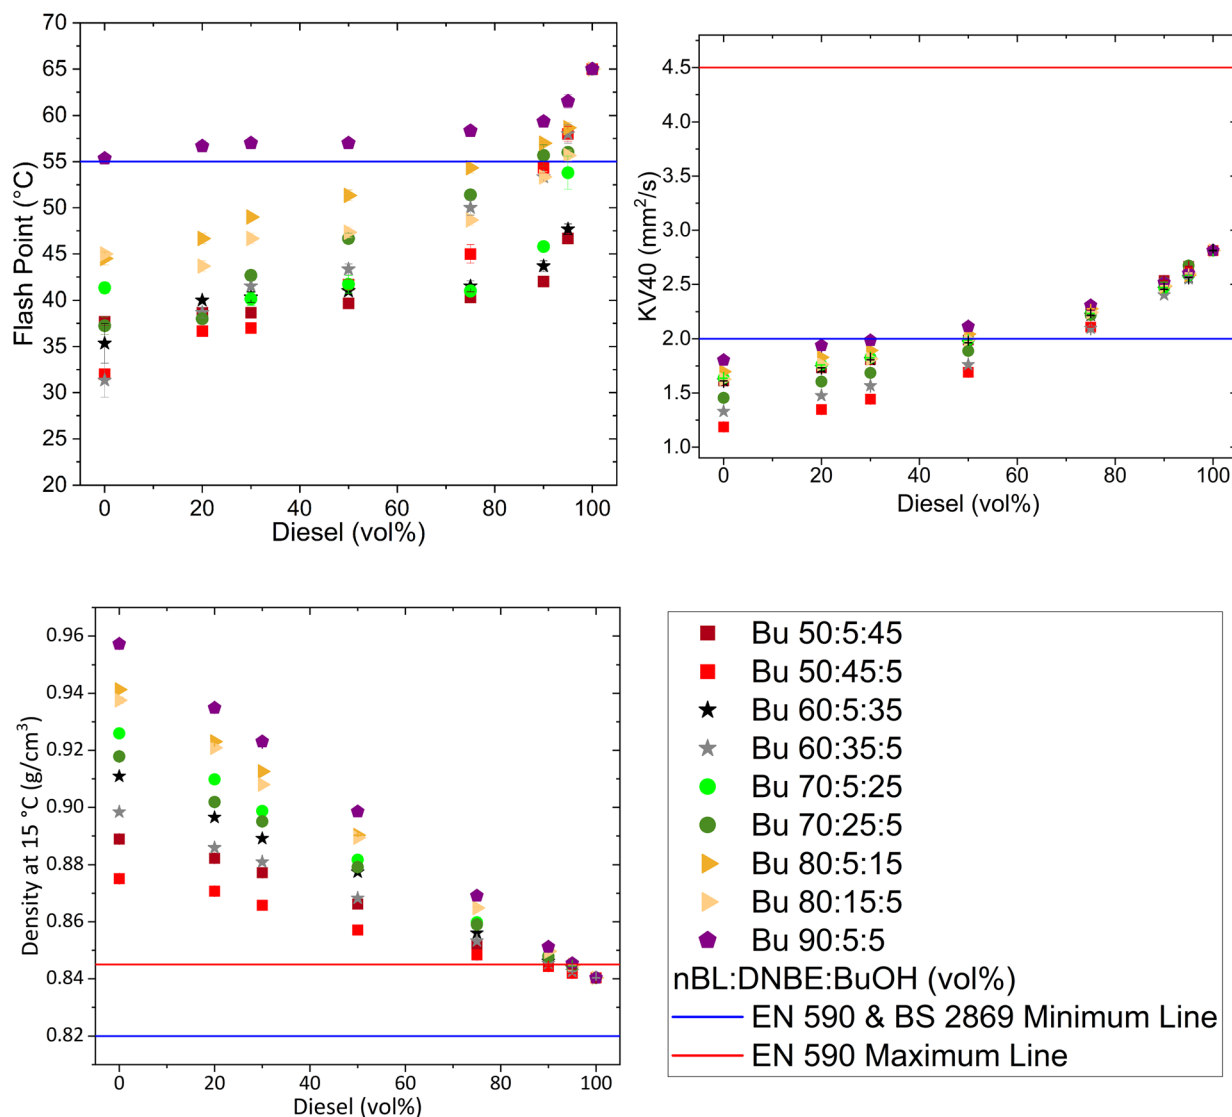 70
65
60
55
50
45
40
35
30
25
20
Flash Point (°C)
0 20 40 60 80 100
Diesel (vol%)
4.5
4.0
3.5
3.0
2.5
2.0
1.5
1.0
KV40 (mm²/s)
0 20 40 60 80 100
Diesel (vol%)
0.96
0.94
0.92
0.90
0.88
0.86
0.84
0.82
Density at 15 °C (g/cm³)
0 20 40 60 80 100
Diesel (vol%)
Bu 50:5:45
Bu 50:45:5
Bu 60:5:35
Bu 60:35:5
Bu 70:5:25
Bu 70:25:5
Bu 80:5:15
Bu 80:15:5
Bu 90:5:5
nBL:DNBE:BuOH (vol%)
EN 590 & BS 2869 Minimum Line
EN 590 Maximum Line